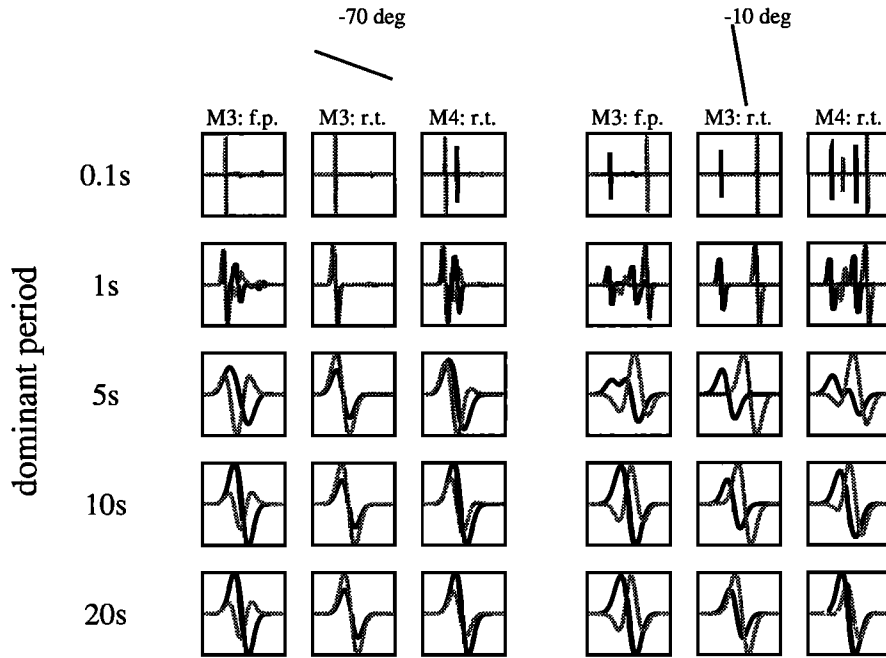 -70 deg
-10 deg
M3: f.p.
M3: r.t.
M4: r.t.
M3: f.p.
M3: r.t.
M4: r.t.
0.1s
1s
5s
10s
20s
dominant period